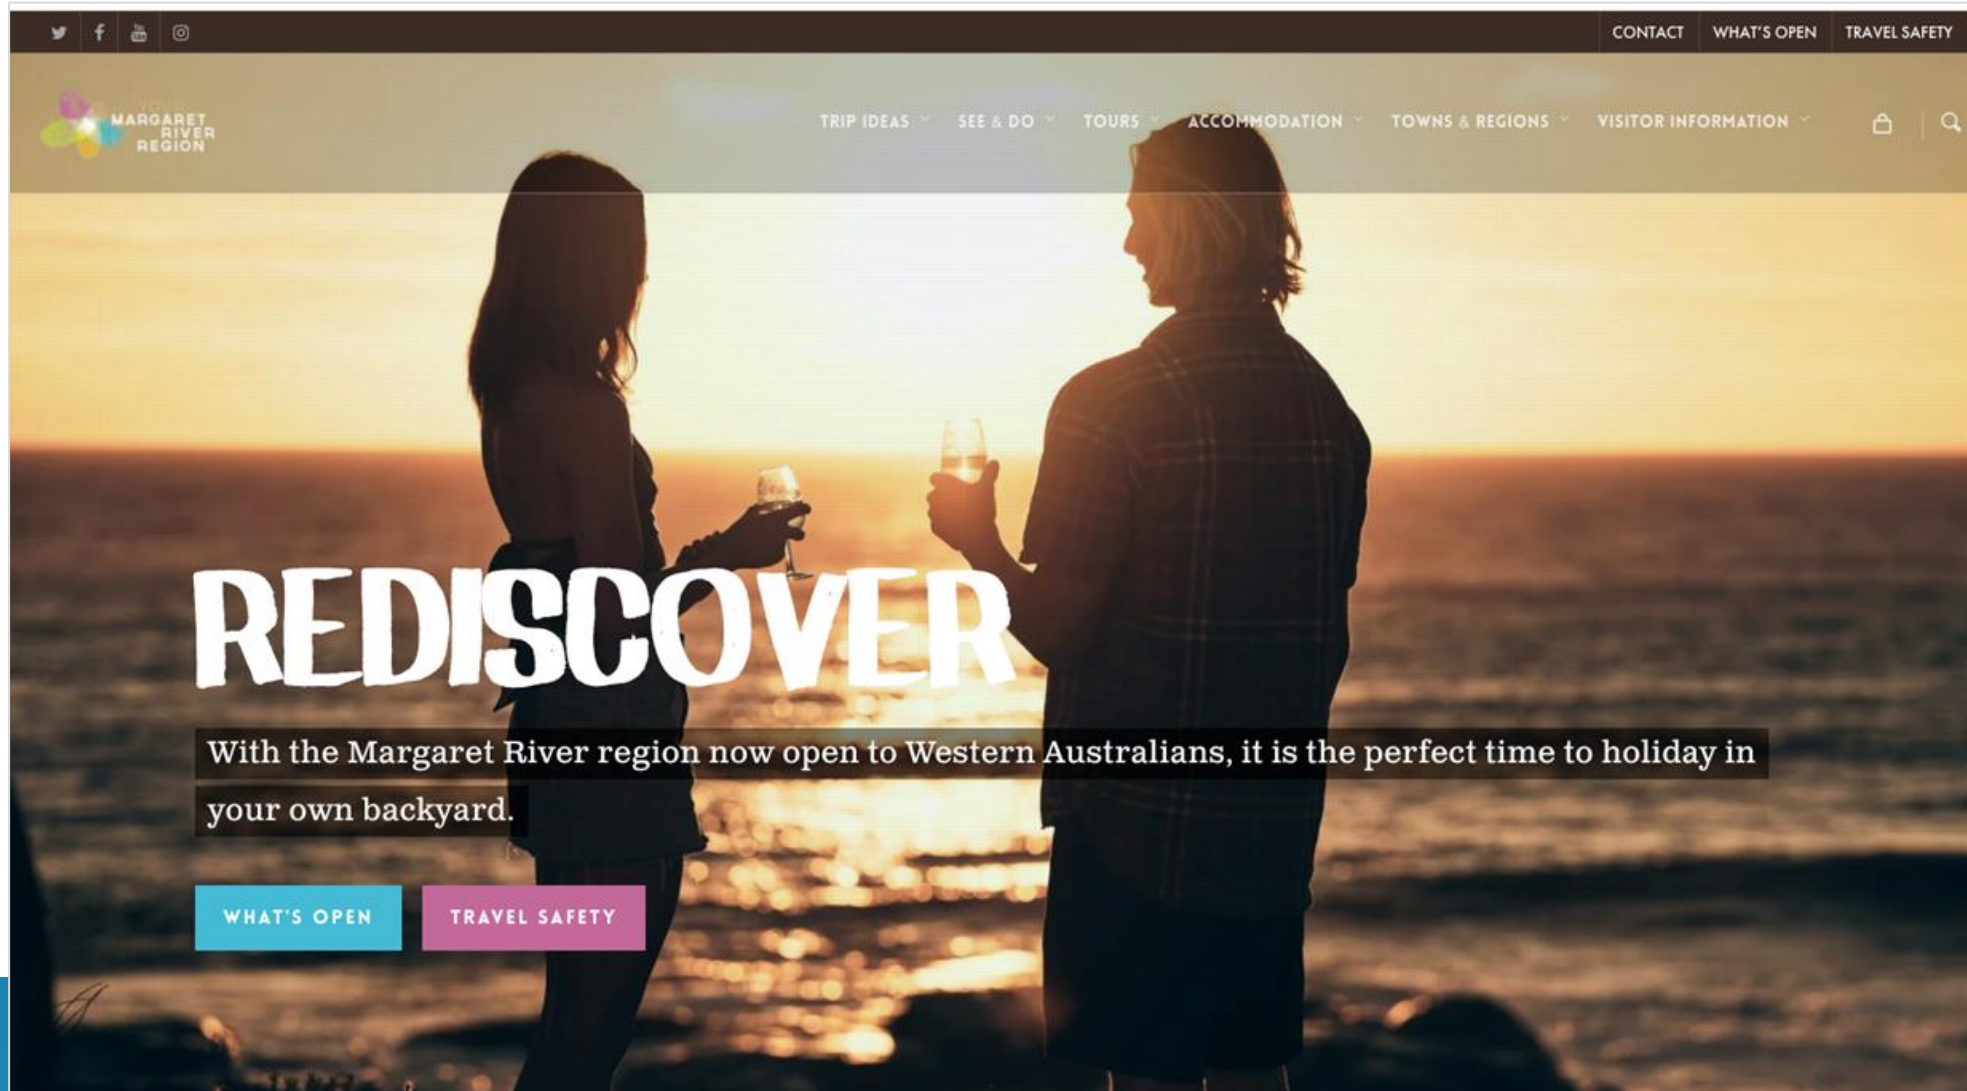 CONTACT WHAT'S OPEN TRAVEL SAFETY
YOUR
MARGARET
RIVER
REGION
TRIP IDEAS SEE & DO TOURS ACCOMMODATION TOWNS & REGIONS VISITOR INFORMATION
REDISCOVER
With the Margaret River region now open to Western Australians, it is the perfect time to holiday in
your own backyard.
WHAT'S OPEN TRAVEL SAFETY